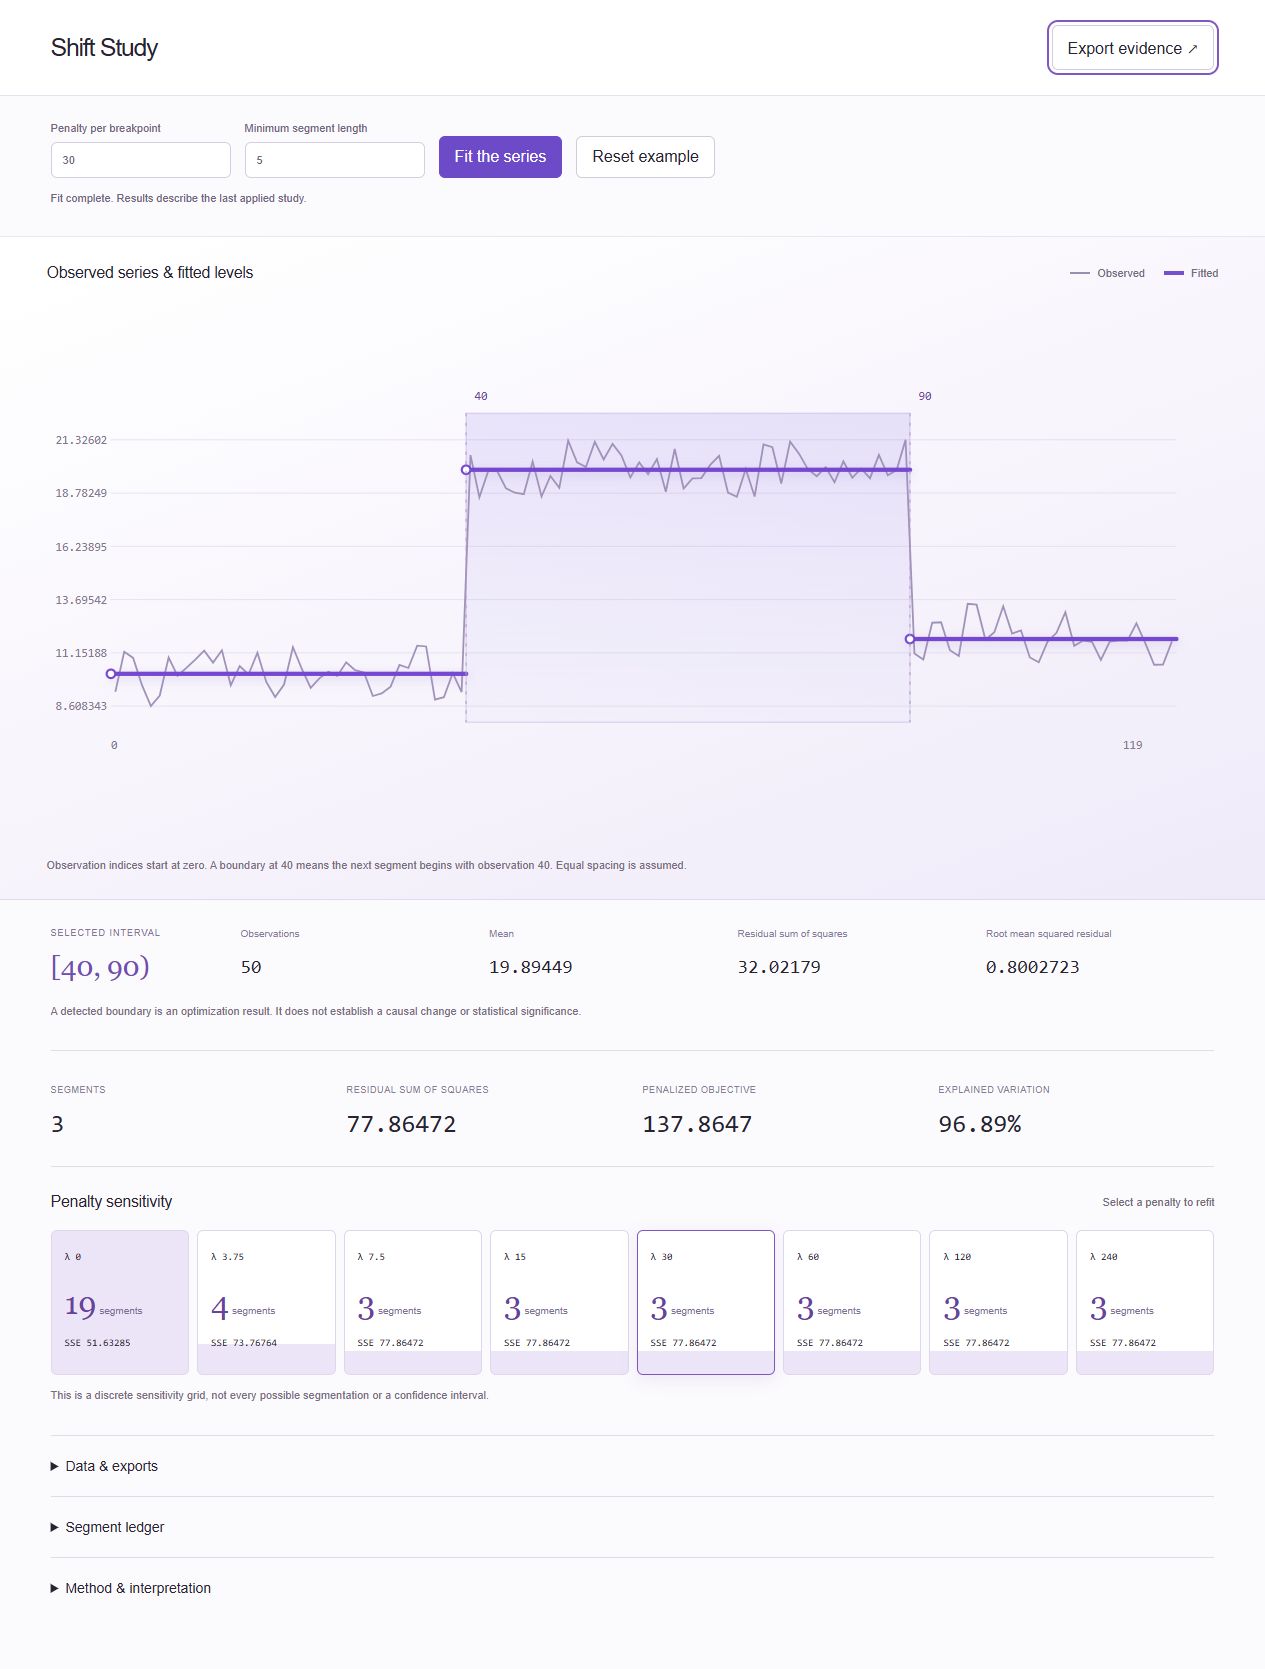 Shift Study
Export evidence ↗
Penalty per breakpoint
Minimum segment length
30
5
Fit the series
Reset example
Fit complete. Results describe the last applied study.
Observed series & fitted levels
Observed
Fitted
40
90
21.32602
18.78249
16.23895
13.69542
11.15188
8.608343
0
119
Observation indices start at zero. A boundary at 40 means the next segment begins with observation 40. Equal spacing is assumed.
SELECTED INTERVAL
[40, 90)
Observations
50
Mean
19.89449
Residual sum of squares
32.02179
Root mean squared residual
0.8002723
A detected boundary is an optimization result. It does not establish a causal change or statistical significance.
SEGMENTS
3
RESIDUAL SUM OF SQUARES
77.86472
PENALIZED OBJECTIVE
137.8647
EXPLAINED VARIATION
96.89%
Penalty sensitivity
Select a penalty to refit
λ 0
19 segments
SSE 51.63285
λ 3.75
4 segments
SSE 73.76764
λ 7.5
3 segments
SSE 77.86472
λ 15
3 segments
SSE 77.86472
λ 30
3 segments
SSE 77.86472
λ 60
3 segments
SSE 77.86472
λ 120
3 segments
SSE 77.86472
λ 240
3 segments
SSE 77.86472
This is a discrete sensitivity grid, not every possible segmentation or a confidence interval.
Data & exports
Segment ledger
Method & interpretation